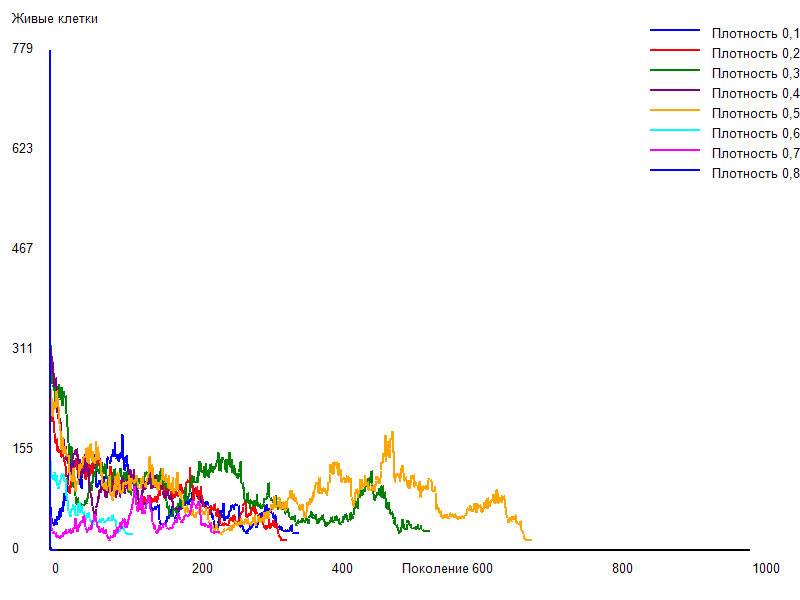 Живые клетки
779
623
467
311
155
0
Плотность 0,1
Плотность 0,2
Плотность 0,3
Плотность 0,4
Плотность 0,5
Плотность 0,6
Плотность 0,7
Плотность 0,8
0 200 400 Поколение 600 800 1000